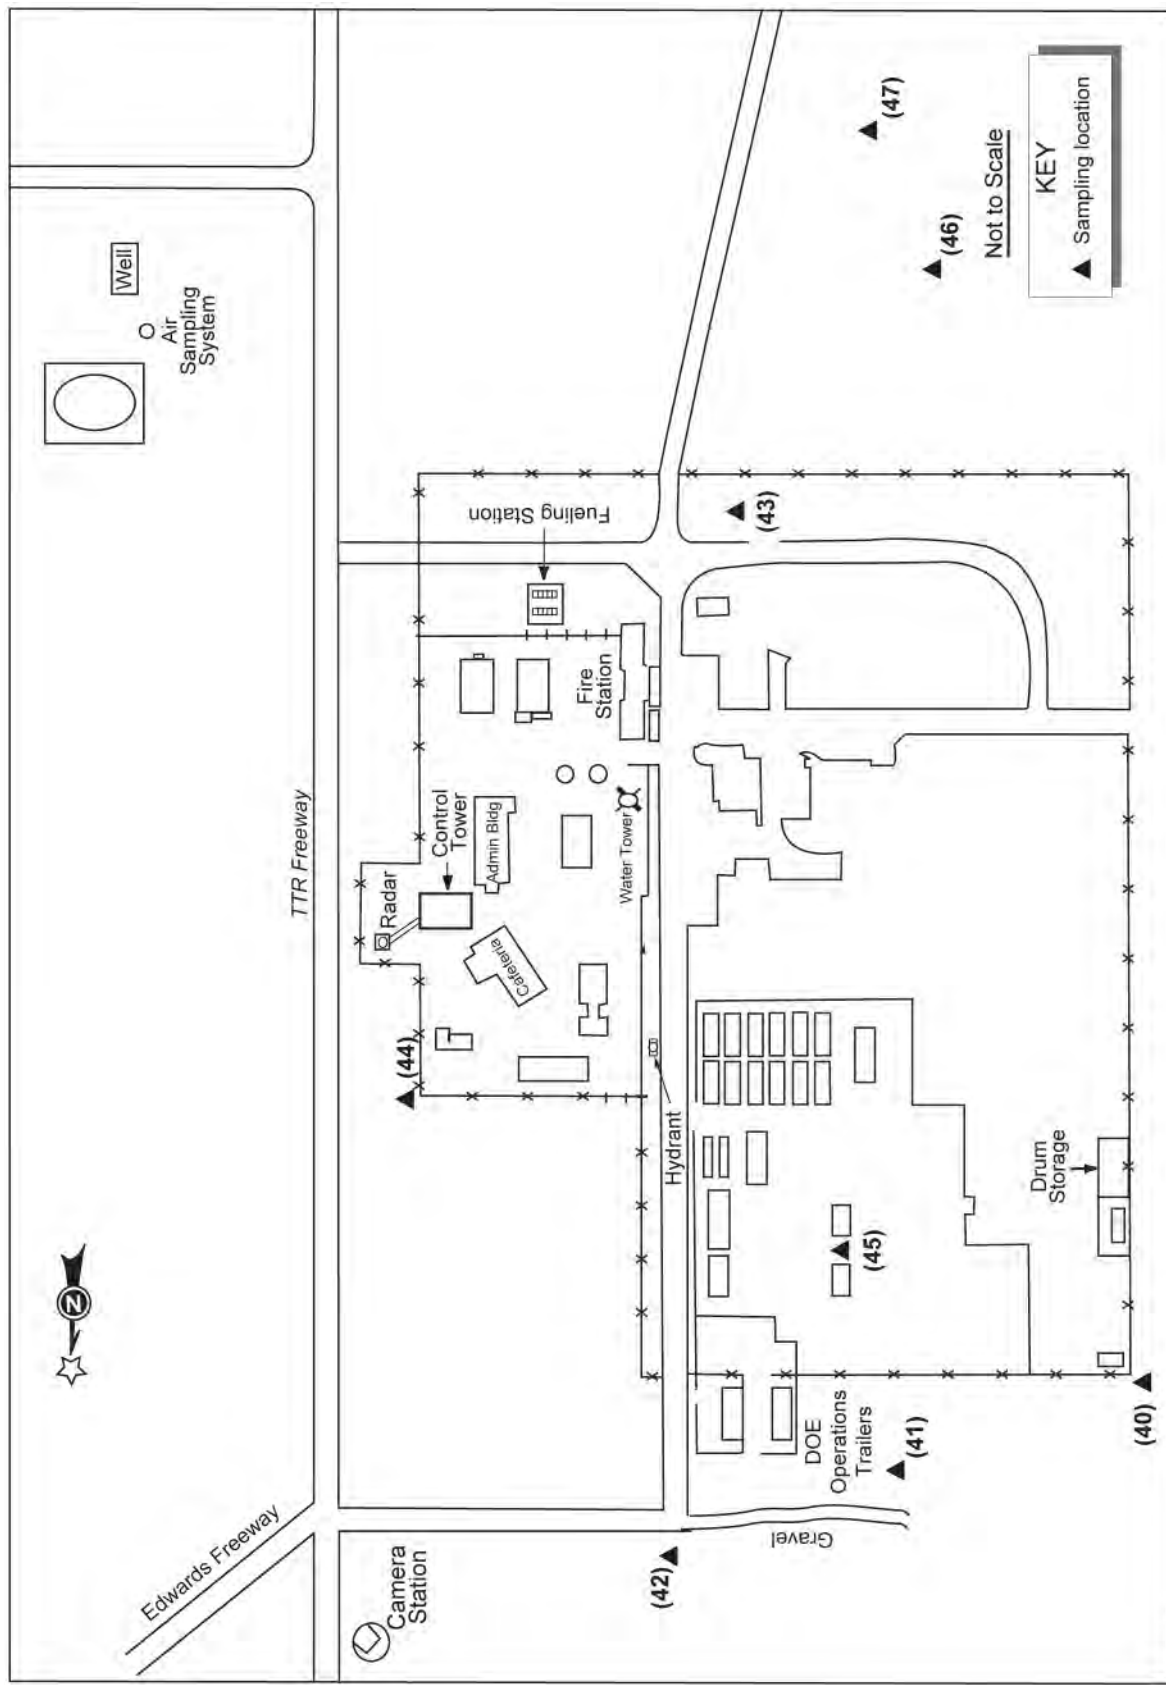 Edwards Freeway
TTR Freeway
N
Well
Air
Sampling
System
Camera
Station
(44)
Radar
Control
Tower
Admin Bldg
Cafeteria
Fueling Station
Fire
Station
Water Tower
Hydrant
(42)
Gravel
DOE
Operations
Trailers
(41)
(45)
(43)
(40)
Drum
Storage
(47)
(46)
Not to Scale
KEY
Sampling location